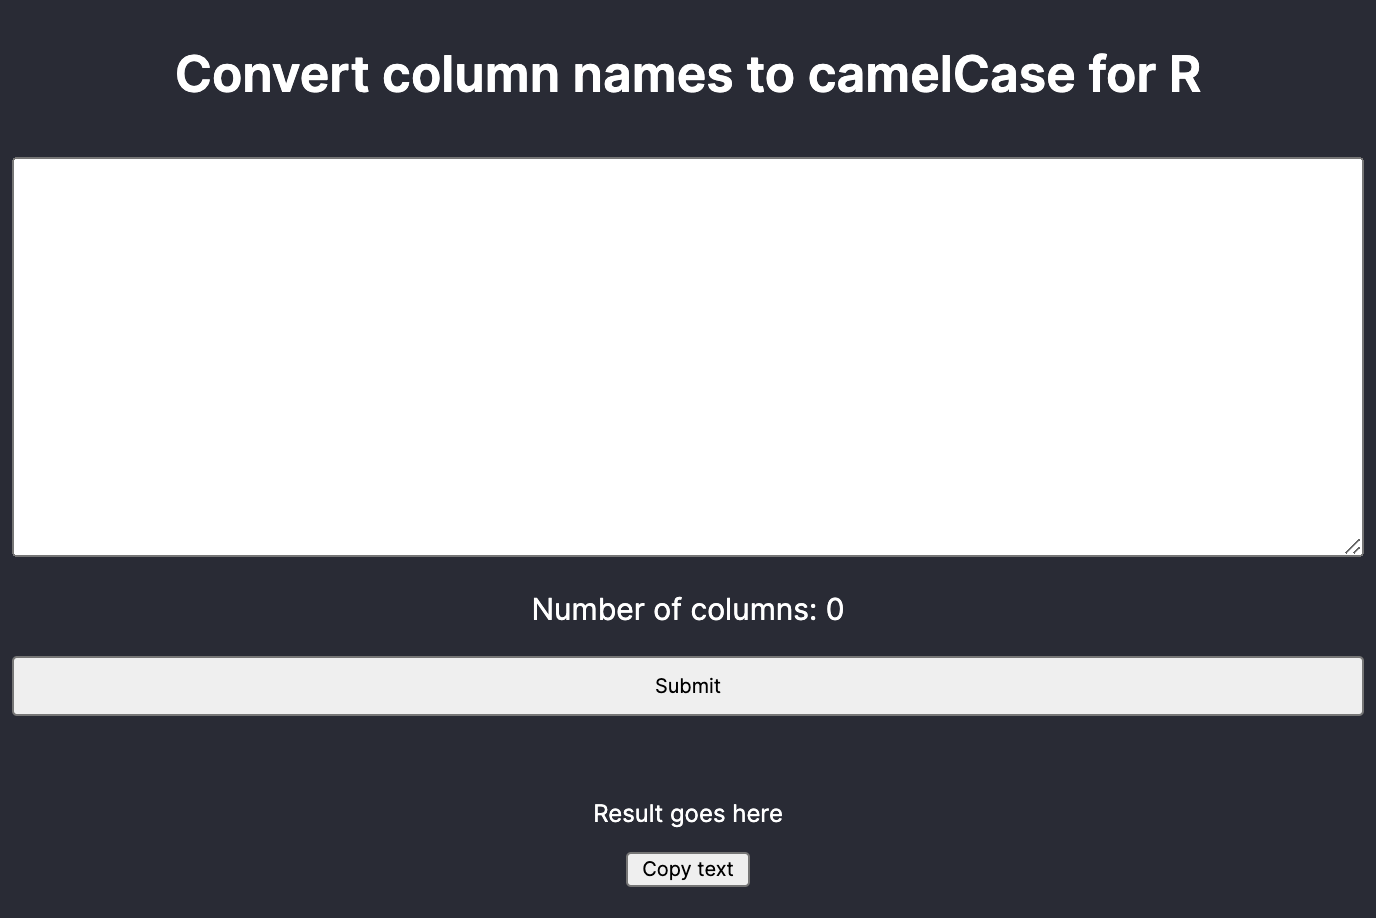 Convert column names to camelCase for R
Number of columns: 0
Submit
Result goes here
Copy text